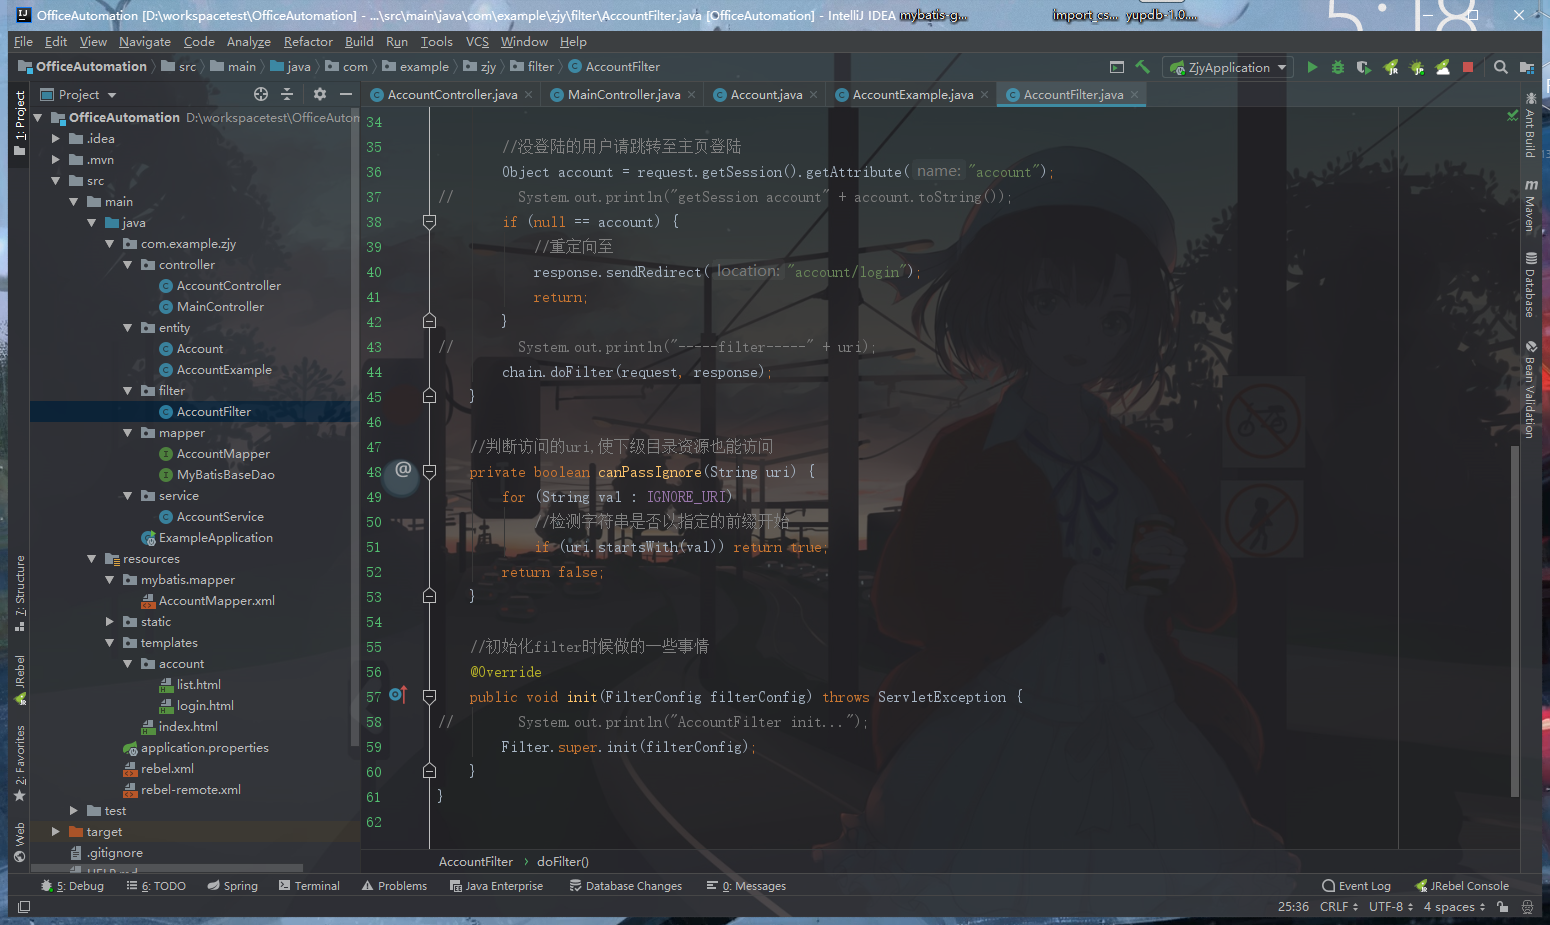 OfficeAutomation [D:\workspacetest\OfficeAutomation] - ...\src\main\java\com\example\zjy\filter\AccountFilter.java [OfficeAutomation] - IntelliJ IDEA
mybatis-g... import_cs... yupdb-1.0....
File Edit View Navigate Code Analyze Refactor Build Run Tools VCS Window Help
OfficeAutomation src main java com example zjy filter AccountFilter
ZjyApplication
Project
AccountController.java MainController.java Account.java AccountExample.java AccountFilter.java
1: Project
7: Structure
JRebel
2: Favorites
Web
OfficeAutomation D:\workspacetest\OfficeAutom
.idea
.mvn
src
main
java
com.example.zjy
controller
AccountController
MainController
entity
Account
AccountExample
filter
AccountFilter
mapper
AccountMapper
MyBatisBaseDao
service
AccountService
ExampleApplication
resources
mybatis.mapper
AccountMapper.xml
static
templates
account
list.html
login.html
index.html
application.properties
rebel.xml
rebel-remote.xml
test
target
.gitignore
HELP.md
34
35 //没登陆的用户请跳转至主页登陆
36 Object account = request.getSession().getAttribute( name: "account");
37 // System.out.println("getSession account" + account.toString());
38 if (null == account) {
39 //重定向至
40 response.sendRedirect( location: "account/login");
41 return;
42 }
43 // System.out.println("-----filter-----" + uri);
44 chain.doFilter(request, response);
45 }
46
47 //判断访问的uri,使下级目录资源也能访问
48 @ private boolean canPassIgnore(String uri) {
49 for (String val : IGNORE_URI)
50 //检测字符串是否以指定的前缀开始
51 if (uri.startsWith(val)) return true;
52 return false;
53 }
54
55 //初始化filter时候做的一些事情
56 @Override
57 public void init(FilterConfig filterConfig) throws ServletException {
58 // System.out.println("AccountFilter init...");
59 Filter.super.init(filterConfig);
60 }
61 }
62
Ant Build
Maven
Database
Bean Validation
AccountFilter › doFilter()
5: Debug 6: TODO Spring Terminal Problems Java Enterprise Database Changes 0: Messages Event Log JRebel Console
25:36 CRLF UTF-8 4 spaces